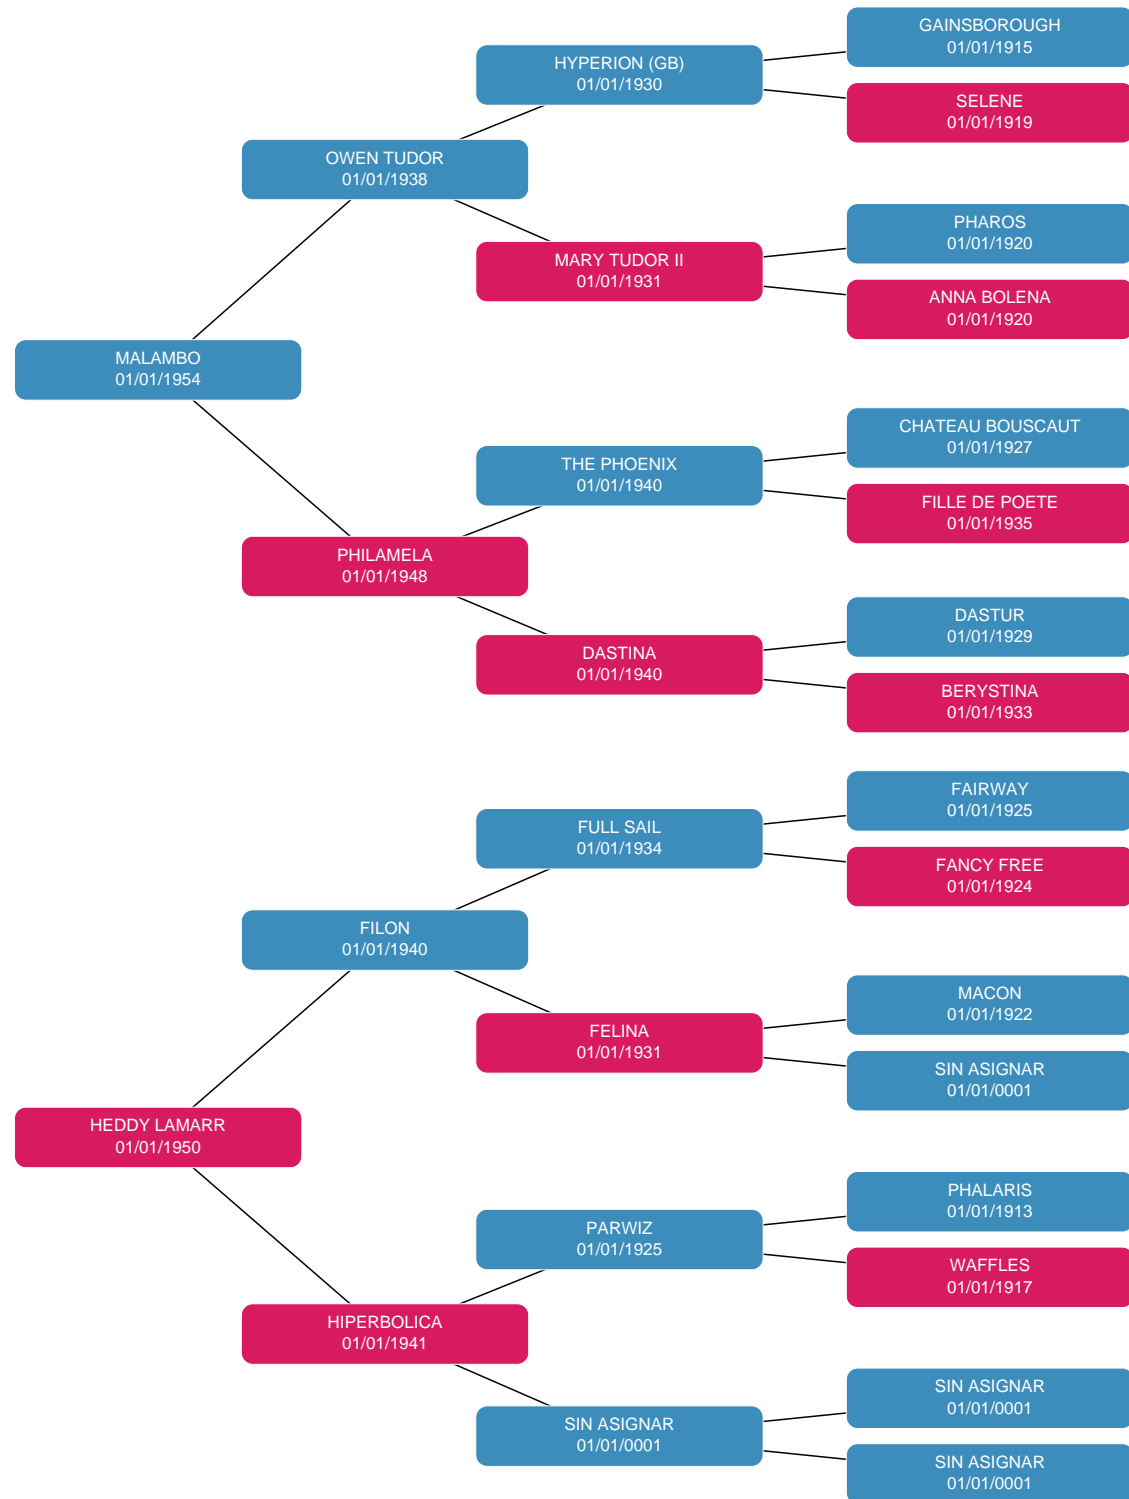 GAINSBOROUGH
01/01/1915
HYPERION (GB)
01/01/1930
SELENE
01/01/1919
OWEN TUDOR
01/01/1938
PHAROS
01/01/1920
MARY TUDOR II
01/01/1931
ANNA BOLENA
01/01/1920
MALAMBO
01/01/1954
CHATEAU BOUSCAUT
01/01/1927
THE PHOENIX
01/01/1940
FILLE DE POETE
01/01/1935
PHILAMELA
01/01/1948
DASTUR
01/01/1929
DASTINA
01/01/1940
BERYSTINA
01/01/1933
FAIRWAY
01/01/1925
FULL SAIL
01/01/1934
FANCY FREE
01/01/1924
FILON
01/01/1940
MACON
01/01/1922
FELINA
01/01/1931
SIN ASIGNAR
01/01/0001
HEDDY LAMARR
01/01/1950
PHALARIS
01/01/1913
PARWIZ
01/01/1925
WAFFLES
01/01/1917
HIPERBOLICA
01/01/1941
SIN ASIGNAR
01/01/0001
SIN ASIGNAR
01/01/0001
SIN ASIGNAR
01/01/0001